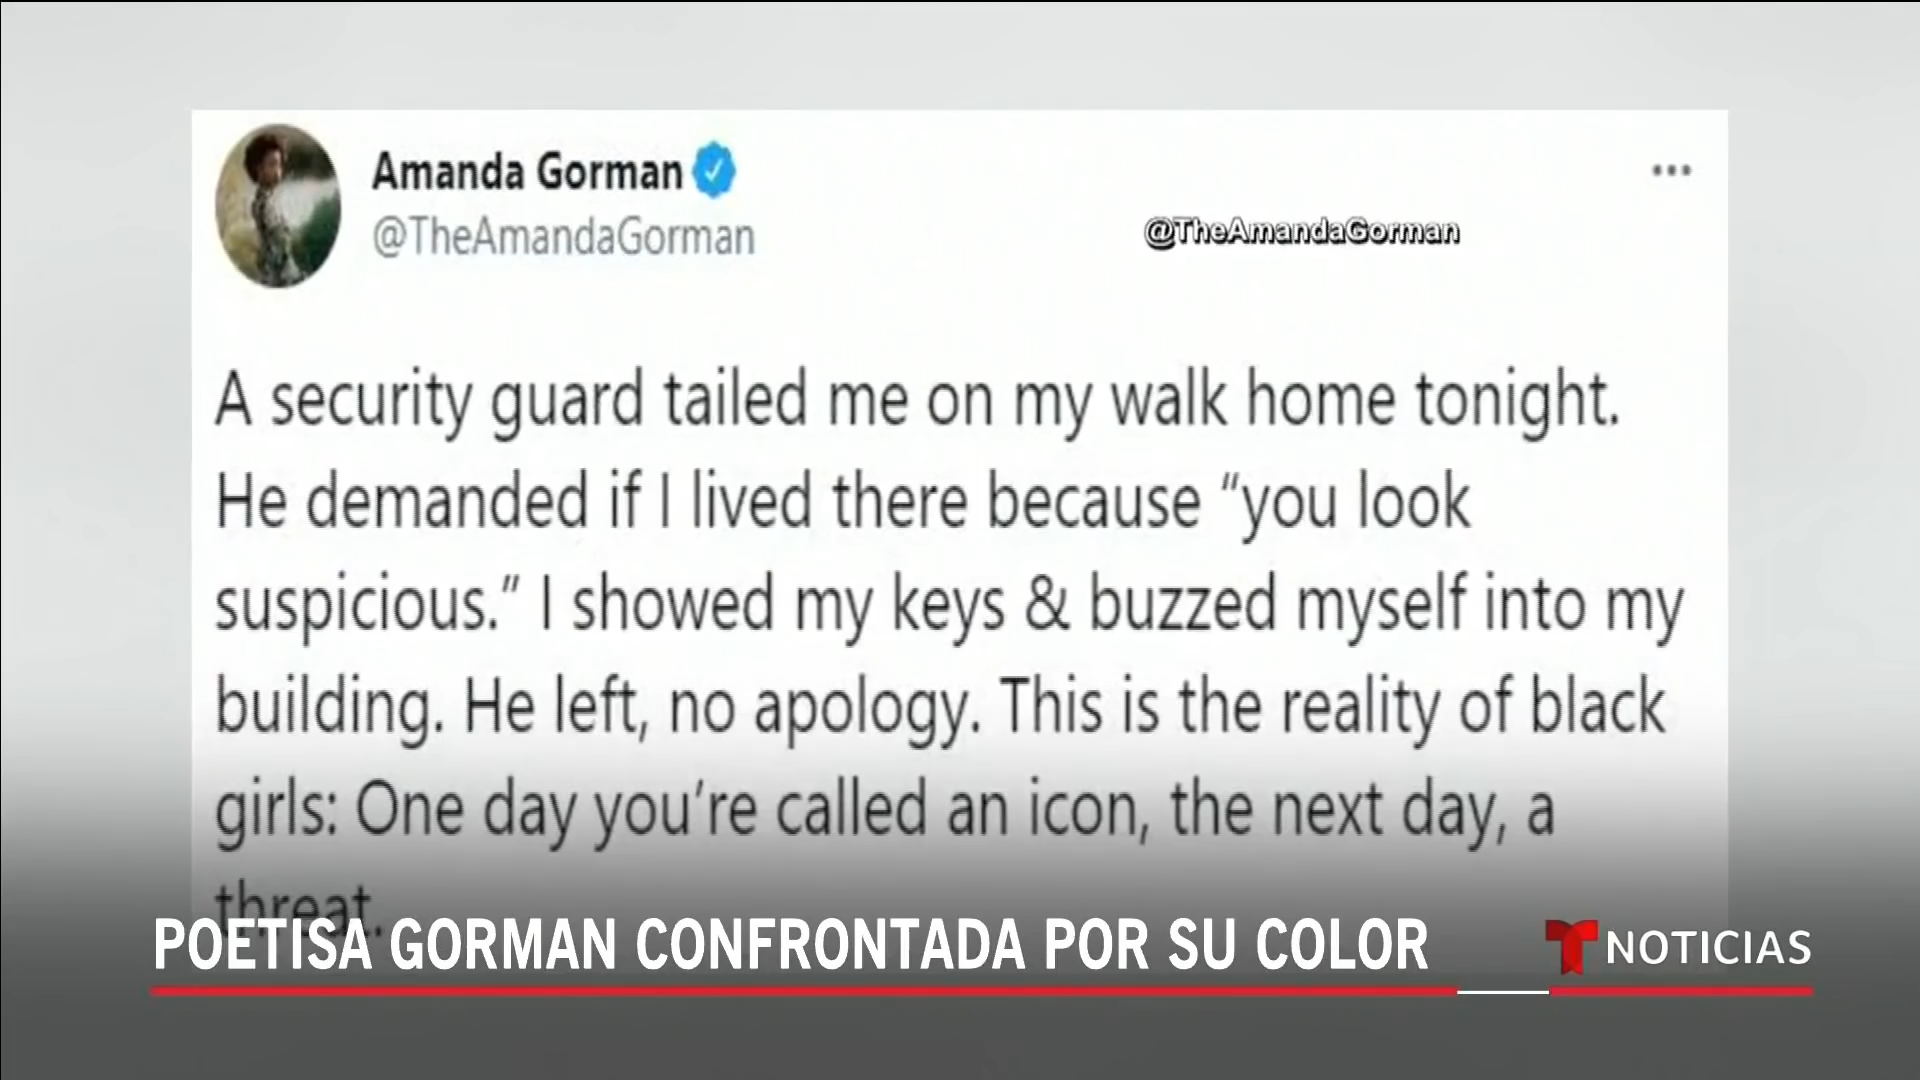 Amanda Gorman
@TheAmandaGorman
@TheAmandaGorman
A security guard tailed me on my walk home tonight.
He demanded if I lived there because “you look
suspicious.” I showed my keys & buzzed myself into my
building. He left, no apology. This is the reality of black
girls: One day you’re called an icon, the next day, a
threat.
POETISA GORMAN CONFRONTADA POR SU COLOR
NOTICIAS